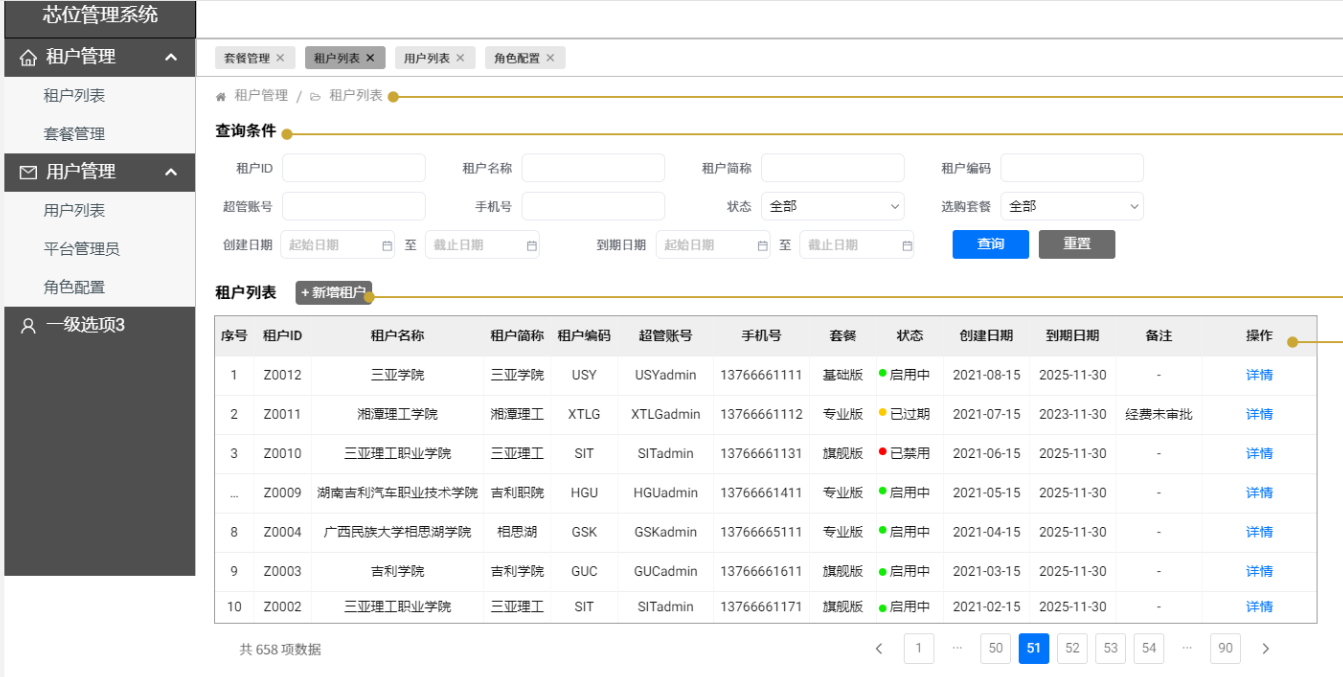 芯位管理系统
租户管理
租户列表
套餐管理
用户管理
用户列表
平台管理员
角色配置
一级选项3
套餐管理 × 租户列表 × 用户列表 × 角色配置 ×
租户管理 / 租户列表
查询条件
租户ID 租户名称 租户简称 租户编码
超管账号 手机号 状态 全部 选购套餐 全部
创建日期 起始日期 至 截止日期 到期日期 起始日期 至 截止日期 查询 重置
租户列表 +新增租户
序号 租户ID 租户名称 租户简称 租户编码 超管账号 手机号 套餐 状态 创建日期 到期日期 备注 操作
1 Z0012 三亚学院 三亚学院 USY USYadmin 13766661111 基础版 启用中 2021-08-15 2025-11-30 - 详情
2 Z0011 湘潭理工学院 湘潭理工 XTLG XTLGadmin 13766661112 专业版 已过期 2021-07-15 2023-11-30 经费未审批 详情
3 Z0010 三亚理工职业学院 三亚理工 SIT SITadmin 13766661131 旗舰版 已禁用 2021-06-15 2025-11-30 - 详情
... Z0009 湖南吉利汽车职业技术学院 吉利职院 HGU HGUadmin 13766661411 专业版 启用中 2021-05-15 2025-11-30 - 详情
8 Z0004 广西民族大学相思湖学院 相思湖 GSK GSKadmin 13766665111 专业版 启用中 2021-04-15 2025-11-30 - 详情
9 Z0003 吉利学院 吉利学院 GUC GUCadmin 13766661611 旗舰版 启用中 2021-03-15 2025-11-30 - 详情
10 Z0002 三亚理工职业学院 三亚理工 SIT SITadmin 13766661171 旗舰版 启用中 2021-02-15 2025-11-30 - 详情
共 658 项数据 < 1 ... 50 51 52 53 54 ... 90 >